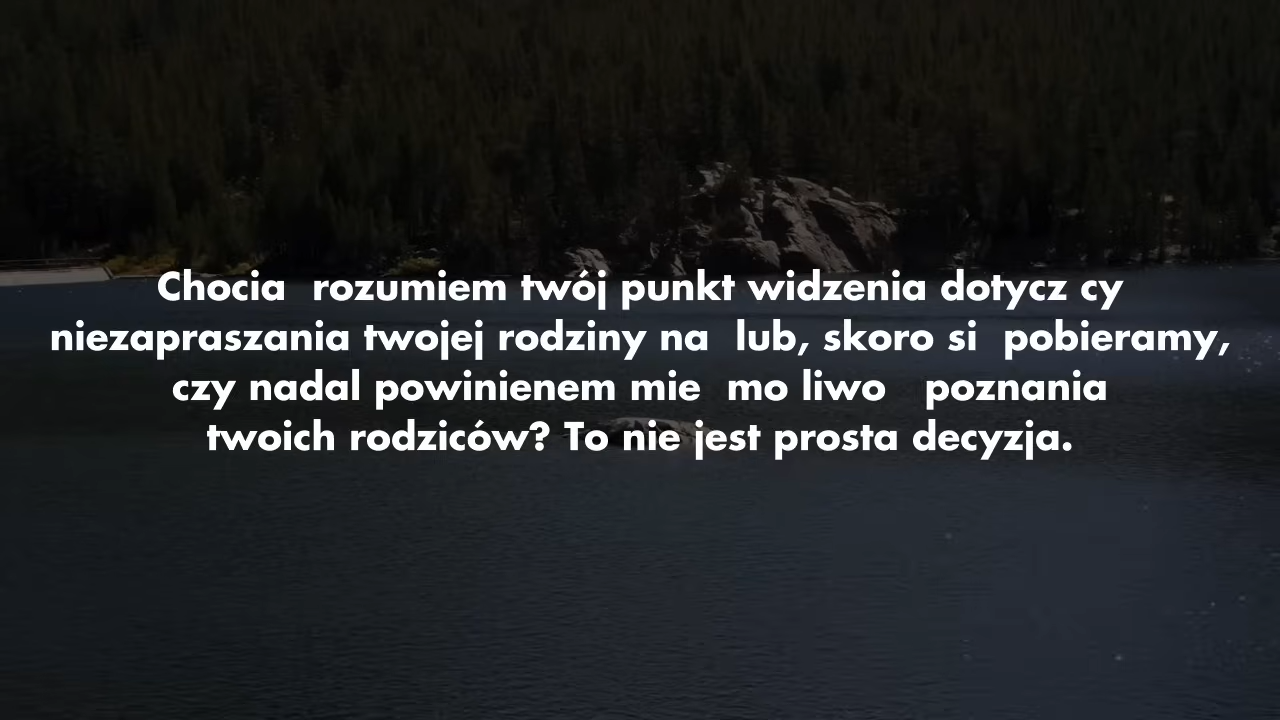 Chocia  rozumiem twój punkt widzenia dotycz cy
niezapraszania twojej rodziny na  lub, skoro si  pobieramy,
czy nadal powinienem mie  mo liwo   poznania
twoich rodziców? To nie jest prosta decyzja.